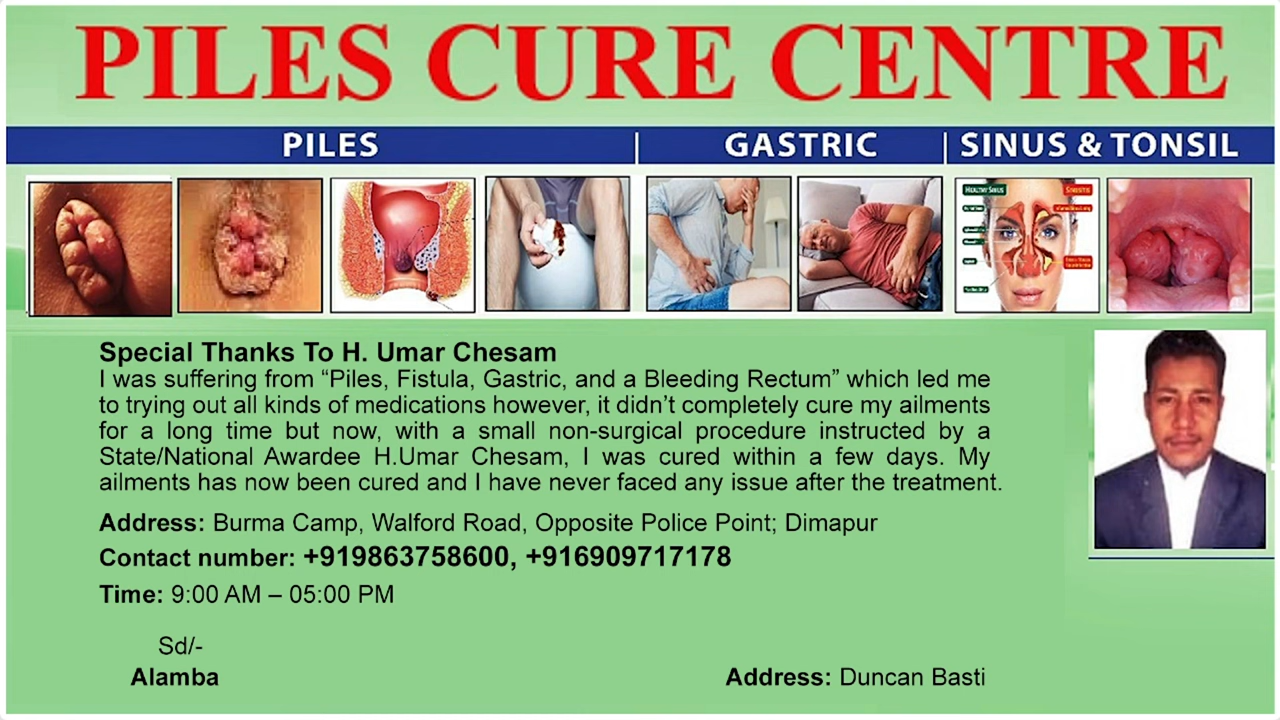 PILES CURE CENTRE
PILES | GASTRIC | SINUS & TONSIL
HEALTHY SINUS
SINUSITIS
Special Thanks To H. Umar Chesam
I was suffering from “Piles, Fistula, Gastric, and a Bleeding Rectum” which led me
to trying out all kinds of medications however, it didn’t completely cure my ailments
for a long time but now, with a small non-surgical procedure instructed by a
State/National Awardee H.Umar Chesam, I was cured within a few days. My
ailments has now been cured and I have never faced any issue after the treatment.
Address: Burma Camp, Walford Road, Opposite Police Point; Dimapur
Contact number: +919863758600, +916909717178
Time: 9:00 AM – 05:00 PM
Sd/-
Alamba
Address: Duncan Basti